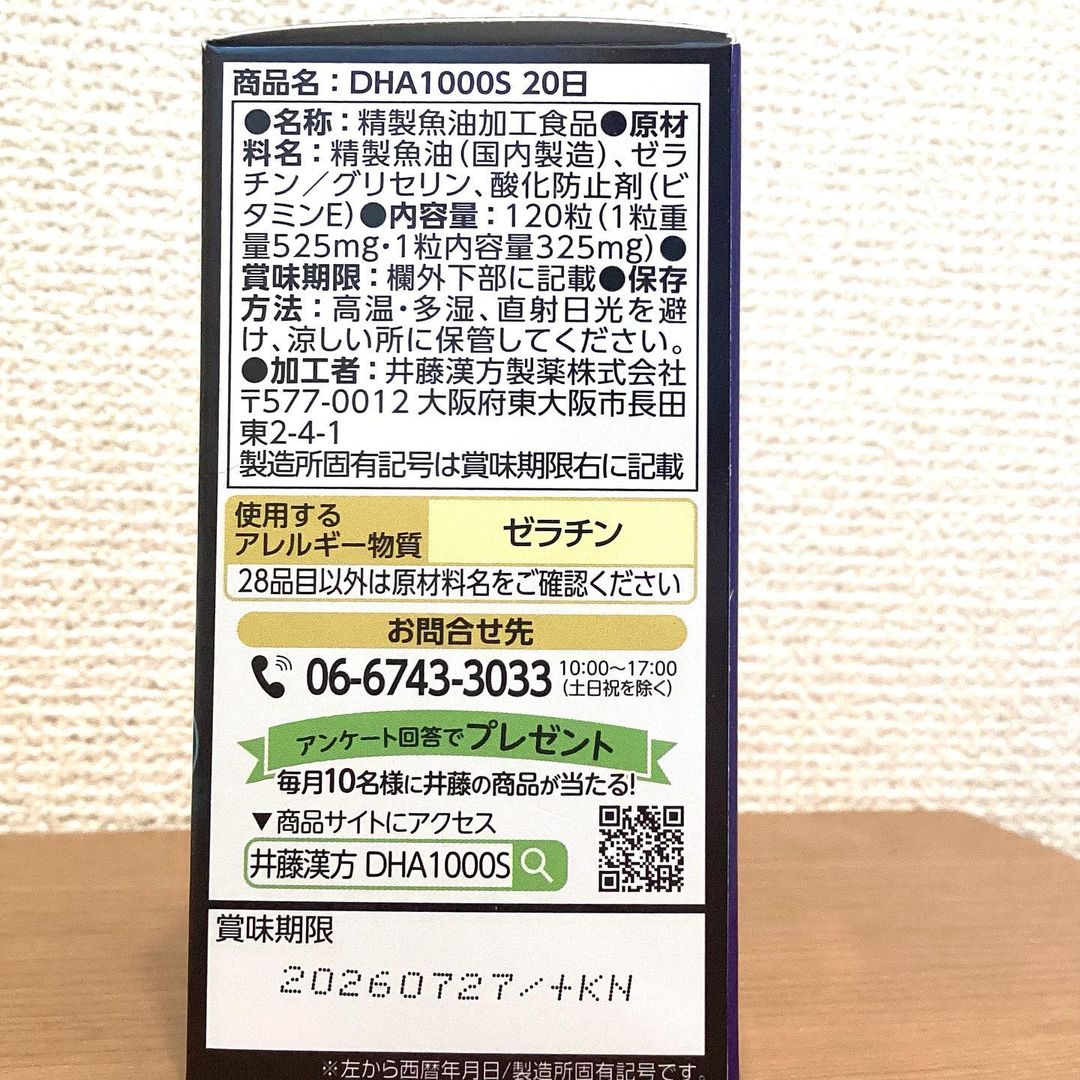 商品名：DHA1000S 20日
●名称：精製魚油加工食品●原材
料名：精製魚油（国内製造）、ゼラ
チン／グリセリン、酸化防止剤（ビ
タミンE）●内容量：120粒（1粒重
量525mg・1粒内容量325mg）●
賞味期限：欄外下部に記載●保存
方法：高温・多湿、直射日光を避
け、涼しい所に保管してください。
●加工者：井藤漢方製薬株式会社
〒577-0012 大阪府東大阪市長田
東2-4-1
製造所固有記号は賞味期限右に記載
使用する
アレルギー物質
ゼラチン
28品目以外は原材料名をご確認ください
お問合せ先
06-6743-3033
10:00～17:00
（土日祝を除く）
アンケート回答でプレゼント
毎月10名様に井藤の商品が当たる!
▼商品サイトにアクセス
井藤漢方 DHA1000S
賞味期限
20260727/+KN
※左から西暦年月日/製造所固有記号です。